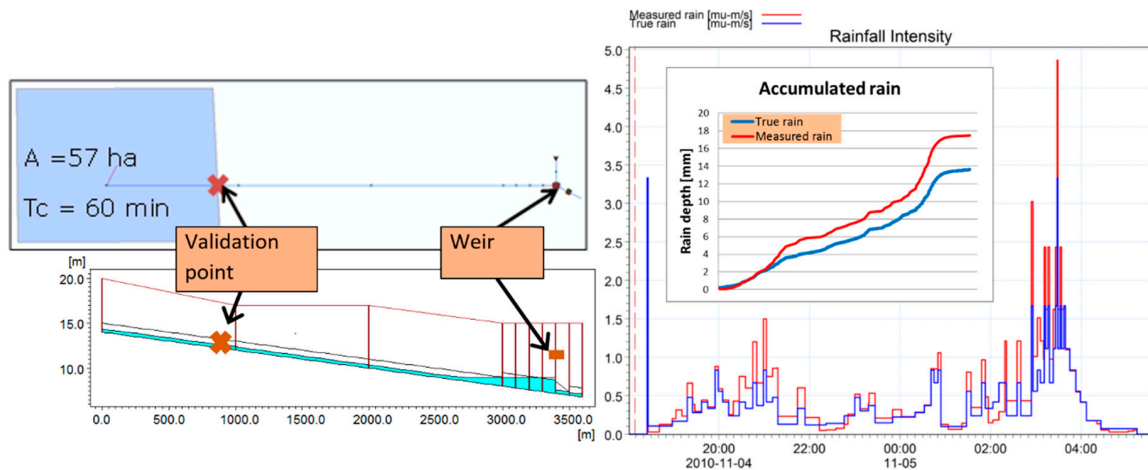 A =57 ha
Tc = 60 min
Validation
point
Weir
[m]
20.0
15.0
10.0
0.0 500.0 1000.0 1500.0 2000.0 2500.0 3000.0 3500.0
[m]
Measured rain [mu-m/s]
True rain [mu-m/s]
Rainfall Intensity
5.0
4.5
4.0
3.5
3.0
2.5
2.0
1.5
1.0
0.5
0.0
Accumulated rain
True rain
Measured rain
Rain depth [mm]
20
18
16
14
12
10
8
6
4
2
0
20:00 22:00 00:00 02:00 04:00
2010-11-04 11-05